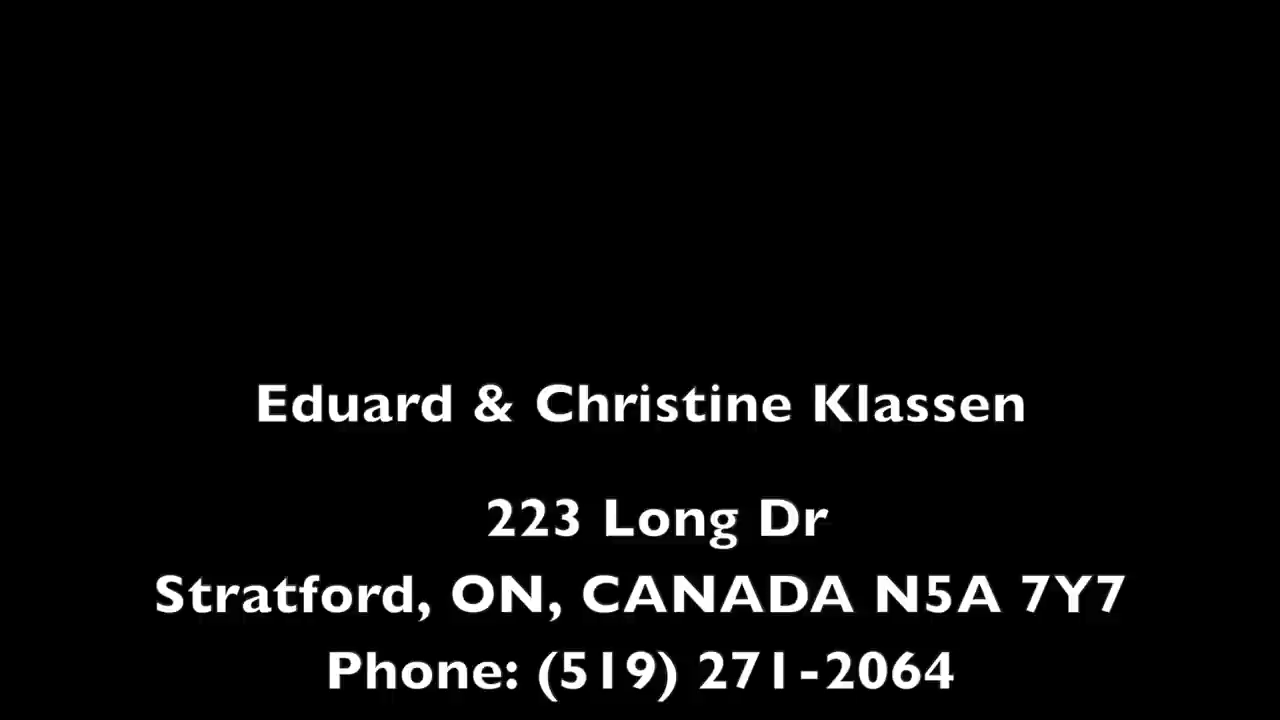 Eduard & Christine Klassen
223 Long Dr
Stratford, ON, CANADA N5A 7Y7
Phone: (519) 271-2064